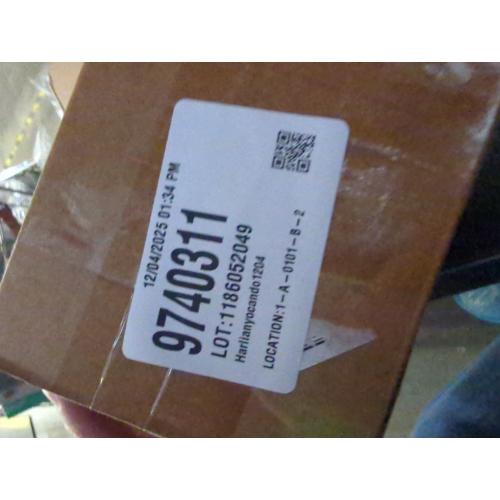 12/04/2025 01:34 PM
9740311
LOT:1186052049
Harlianyocando1204
LOCATION:1-A-0101-B-2